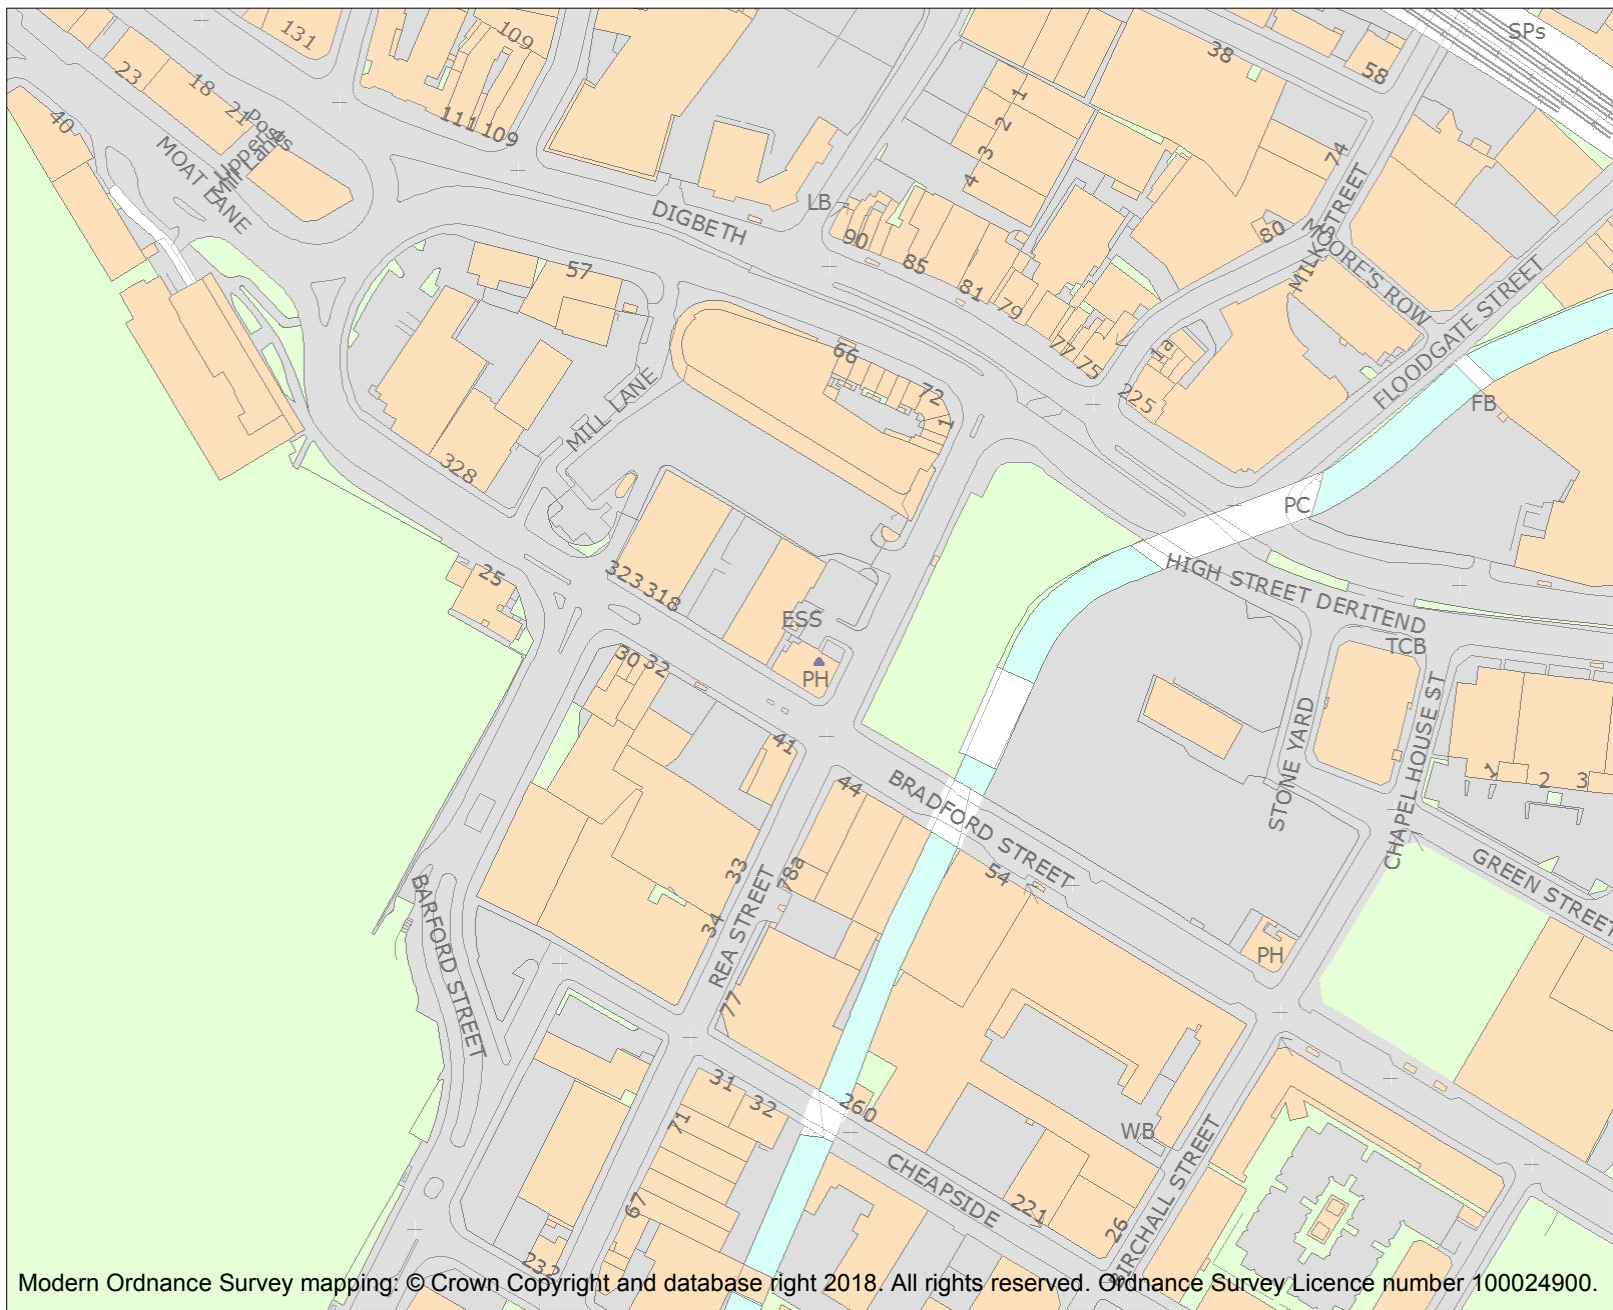 131
109
38
SPs
58
23
18
21
Posts
Upper
Mill Lane
40
MOAT LANE
111
109
1
2
3
4
74
LB
DIGBETH
90
85
81
79
77
75
80
MILK STREET
MOORE'S ROW
FLOODGATE STREET
57
66
72
1
1a
225
FB
MILL LANE
328
PC
HIGH STREET DERITEND
25
323
318
ESS
PH
TCB
30
32
41
44
BRADFORD STREET
54
STONE YARD
CHAPEL HOUSE ST
1
2
3
GREEN STREET
33
34
78a
REA STREET
77
BARFORD STREET
PH
31
32
260
71
67
WB
CHEAPSIDE
221
26
BIRCHALL STREET
232
Modern Ordnance Survey mapping: © Crown Copyright and database right 2018. All rights reserved. Ordnance Survey Licence number 100024900.